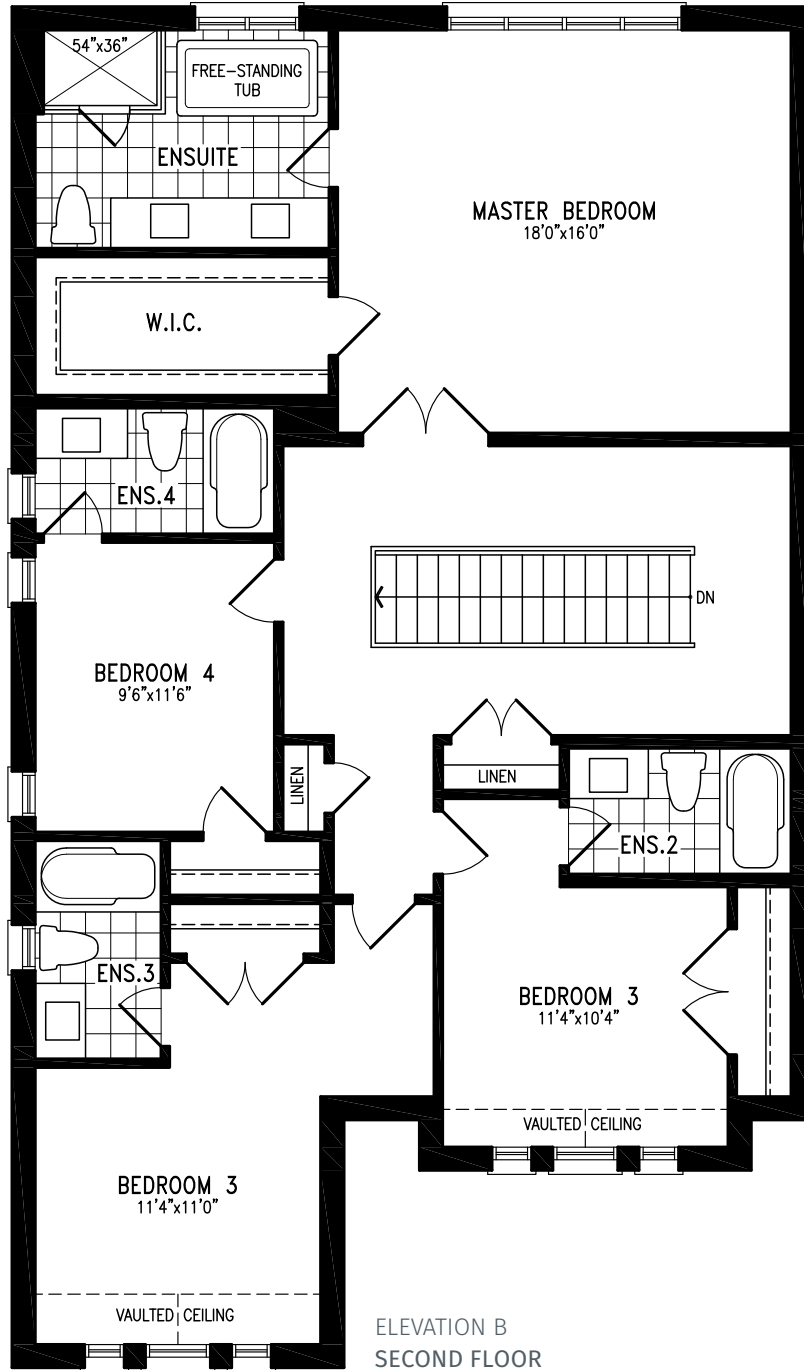 54"x36"
FREE-STANDING
TUB
ENSUITE
MASTER BEDROOM
18'0"x16'0"
W.I.C.
ENS.4
DN
BEDROOM 4
9'6"x11'6"
LINEN
LINEN
ENS.2
ENS.3
BEDROOM 3
11'4"x10'4"
VAULTED CEILING
BEDROOM 3
11'4"x11'0"
VAULTED CEILING
ELEVATION B
SECOND FLOOR